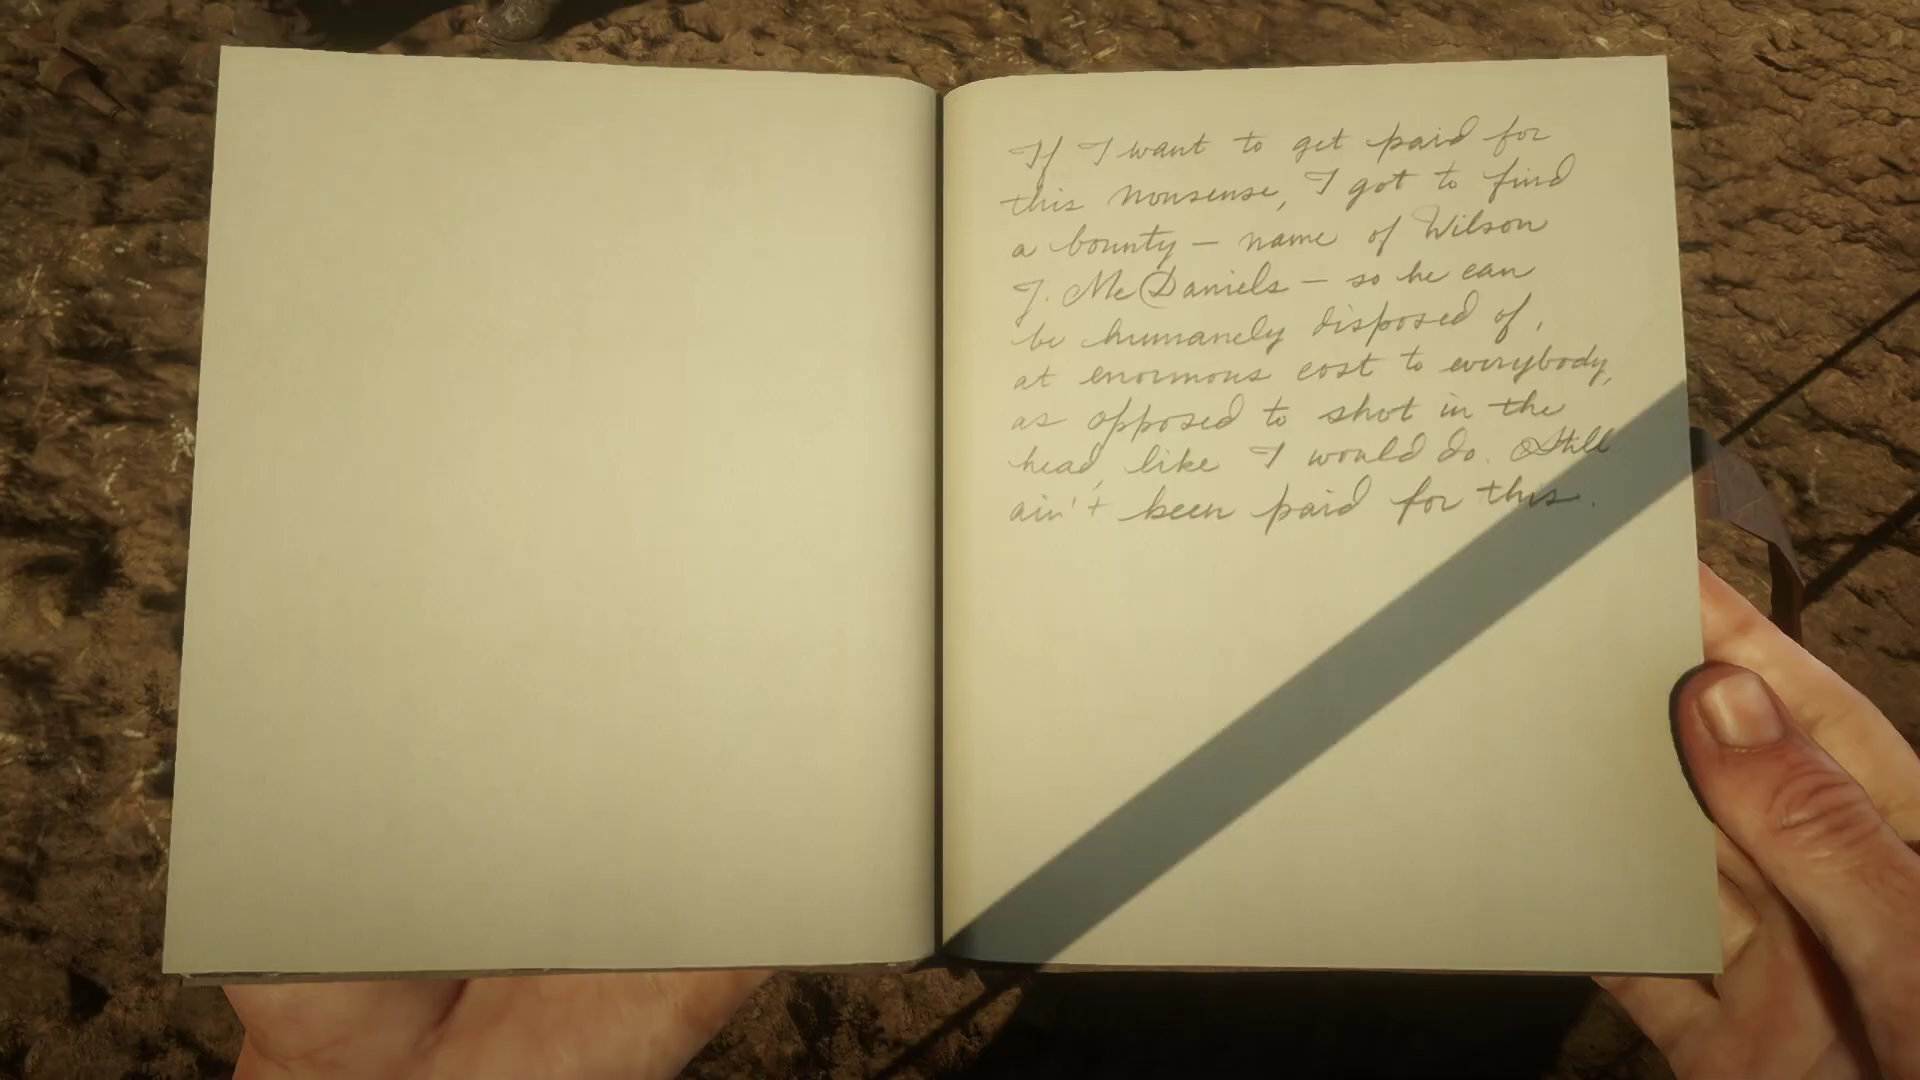 If I want to get paid for
this nonsense, I got to find
a bounty – name of Wilson
J. McDaniels – so he can
be humanely disposed of,
at enormous cost to everybody,
as opposed to shot in the
head, like I would do. Still
ain't been paid for this.